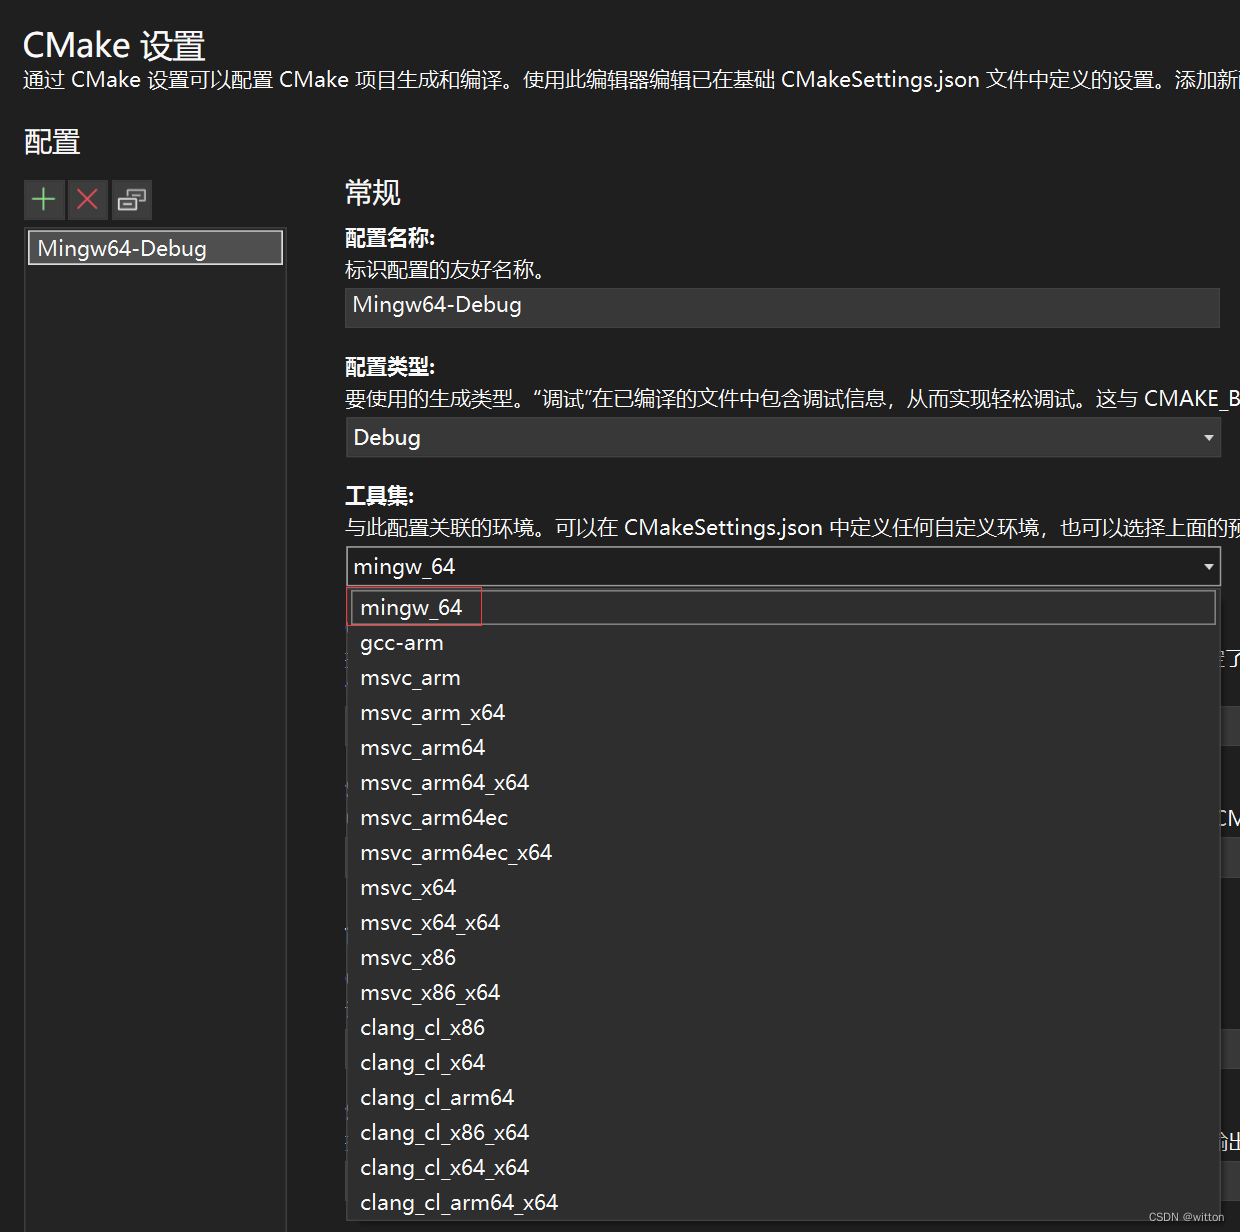 CMake 设置
通过 CMake 设置可以配置 CMake 项目生成和编译。使用此编辑器编辑已在基础 CMakeSettings.json 文件中定义的设置。添加新
配置
常规
Mingw64-Debug
配置名称:
标识配置的友好名称。
Mingw64-Debug
配置类型:
要使用的生成类型。“调试”在已编译的文件中包含调试信息，从而实现轻松调试。这与 CMAKE_B
Debug
工具集:
与此配置关联的环境。可以在 CMakeSettings.json 中定义任何自定义环境，也可以选择上面的预
mingw_64
mingw_64
gcc-arm
msvc_arm
msvc_arm_x64
msvc_arm64
msvc_arm64_x64
msvc_arm64ec
msvc_arm64ec_x64
msvc_x64
msvc_x64_x64
msvc_x86
msvc_x86_x64
clang_cl_x86
clang_cl_x64
clang_cl_arm64
clang_cl_x86_x64
clang_cl_x64_x64
clang_cl_arm64_x64
CSDN @witton